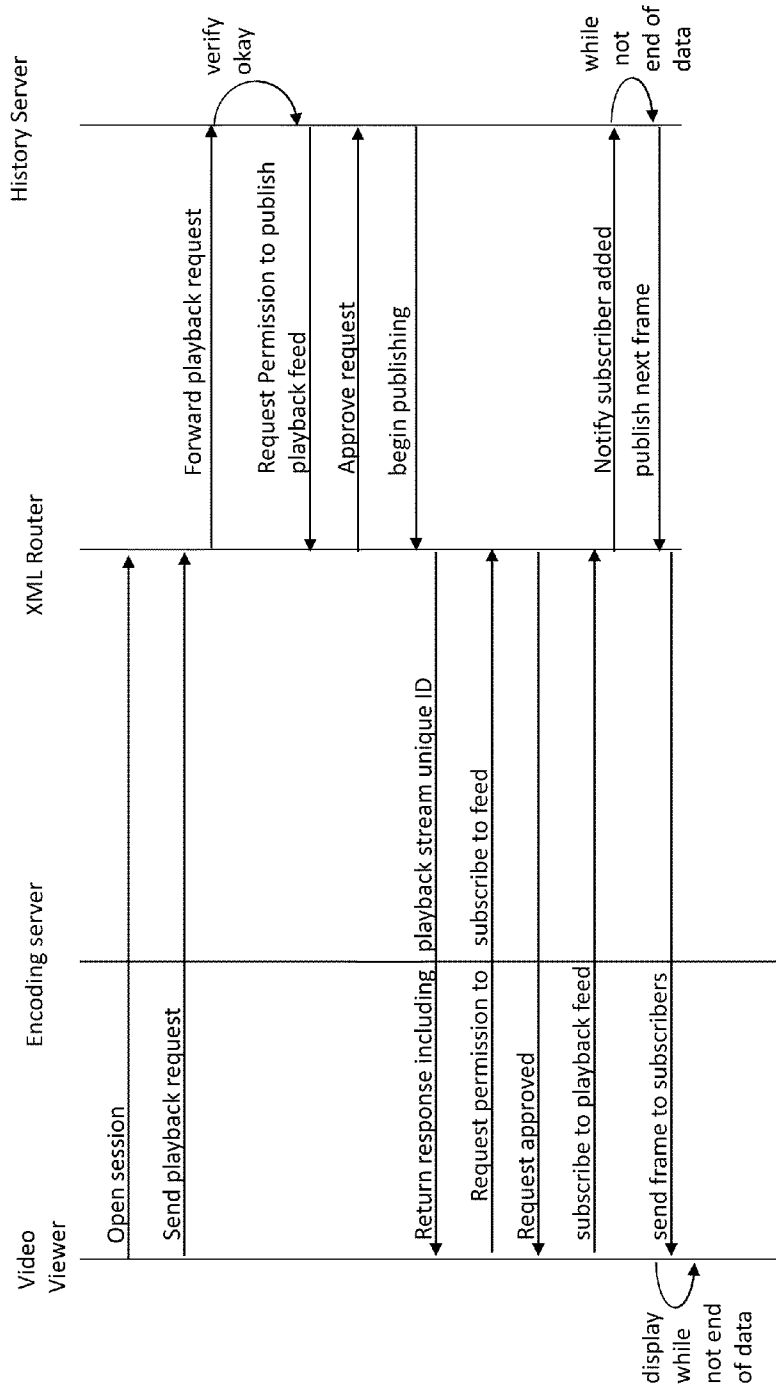 Video
Viewer
Encoding server
XML Router
History Server
Open session
Send playback request
Forward playback request
verify
okay
Request Permission to publish
playback feed
Approve request
begin publishing
Return response including playback stream unique ID
Request permission to subscribe to feed
Request approved
subscribe to playback feed
Notify subscriber added
while
not
end of
data
publish next frame
send frame to subscribers
display
while
not end
of data